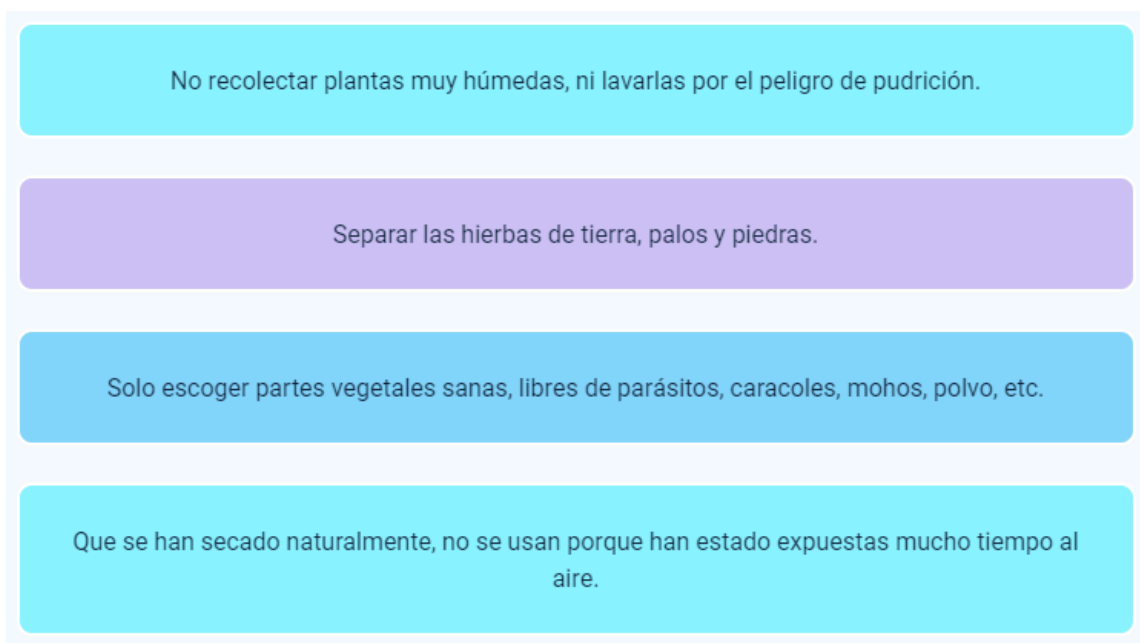 No recolectar plantas muy húmedas, ni lavarlas por el peligro de pudrición.
Separar las hierbas de tierra, palos y piedras.
Solo escoger partes vegetales sanas, libres de parásitos, caracoles, mohos, polvo, etc.
Que se han secado naturalmente, no se usan porque han estado expuestas mucho tiempo al
aire.